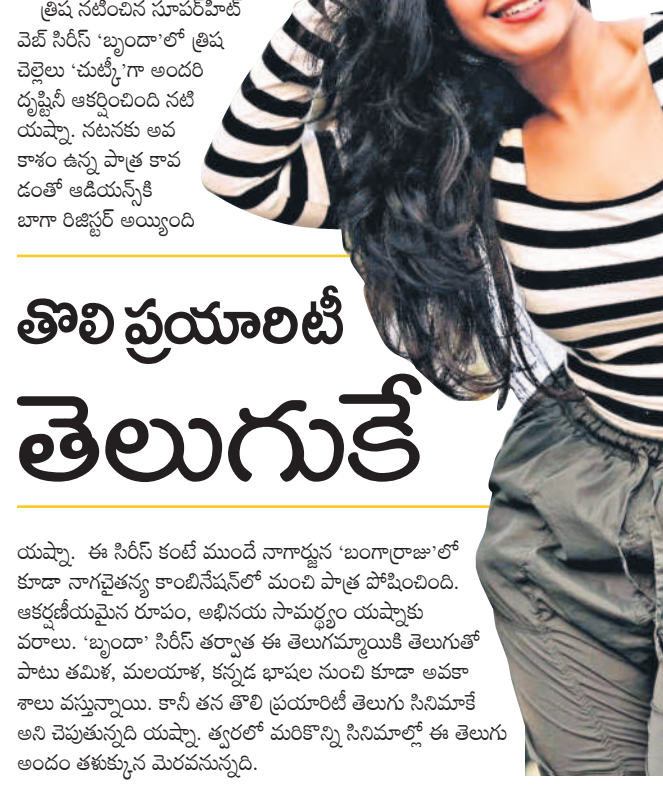 త్రిష నటించిన సూపర్‌హిట్
వెబ్ సిరీస్ ‘బృందా’లో త్రిష
చెల్లెలు ‘చుట్కీ’గా అందరి
దృష్టినీ ఆకర్షించింది నటి
యష్నా. నటనకు అవ
కాశం ఉన్న పాత్ర కావ
డంతో ఆడియన్స్‌కి
బాగా రిజిస్టర్ అయ్యింది
తొలి ప్రయారిటీ
తెలుగుకే
యష్నా. ఈ సిరీస్ కంటే ముందే నాగార్జున ‘బంగార్రాజు’లో
కూడా నాగచైతన్య కాంబినేషన్‌లో మంచి పాత్ర పోషించింది.
ఆకర్షణీయమైన రూపం, అభినయ సామర్థ్యం యష్నాకు
వరాలు. ‘బృందా’ సిరీస్ తర్వాత ఈ తెలుగమ్మాయికి తెలుగుతో
పాటు తమిళ, మలయాళ, కన్నడ భాషల నుంచి కూడా అవకా
శాలు వస్తున్నాయి. కానీ తన తొలి ప్రయారిటీ తెలుగు సినిమాకే
అని చెపుతున్నది యష్నా. త్వరలో మరికొన్ని సినిమాల్లో ఈ తెలుగు
అందం తళుక్కున మెరవనున్నది.